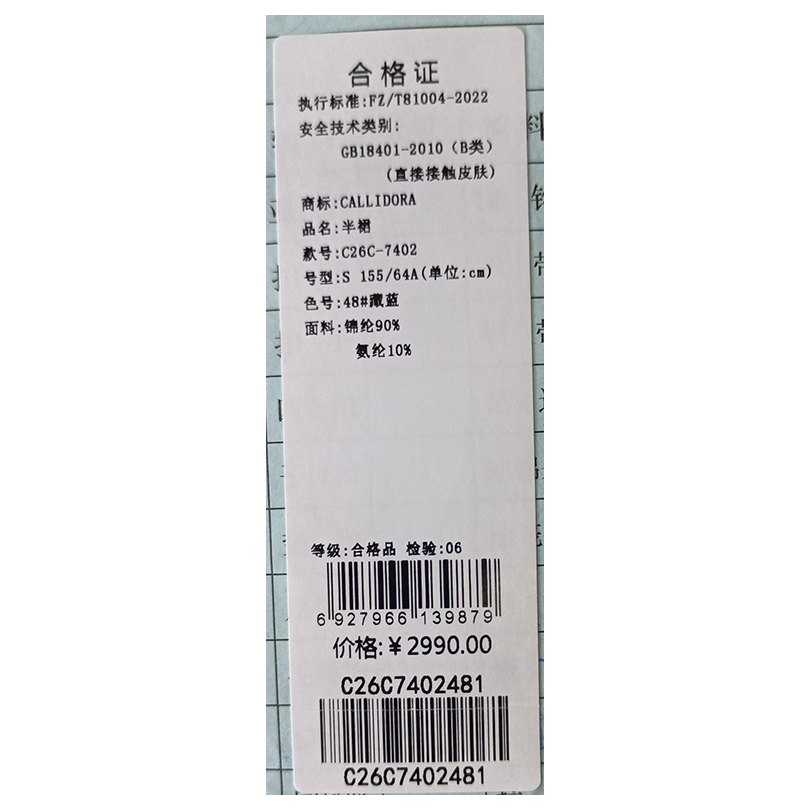 合格证
执行标准:FZ/T81004-2022
安全技术类别:
GB18401-2010（B类）
(直接接触皮肤)
商标:CALLIDORA
品名:半裙
款号:C26C-7402
号型:S 155/64A(单位:cm)
色号:48#藏蓝
面料:锦纶90%
氨纶10%
等级:合格品 检验:06
6 927966 139879
价格:￥2990.00
C26C7402481
C26C7402481